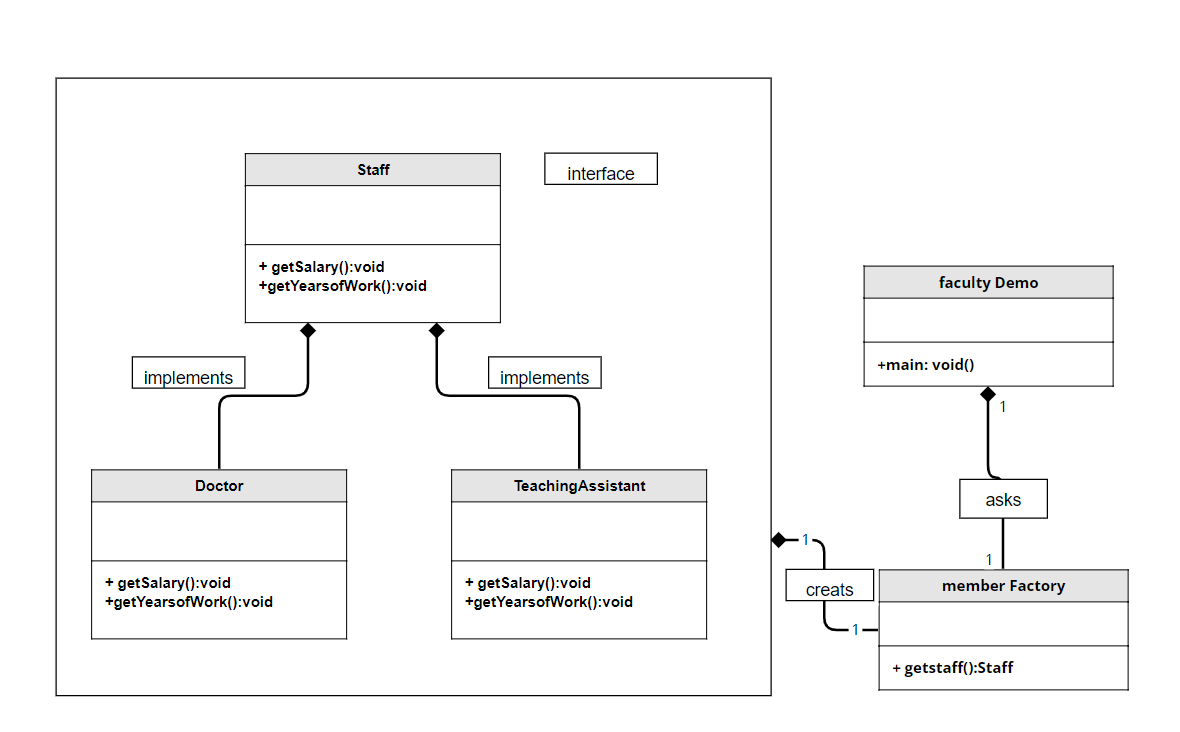 Staff
interface
+ getSalary():void
+getYearsofWork():void
implements
implements
Doctor
+ getSalary():void
+getYearsofWork():void
TeachingAssistant
+ getSalary():void
+getYearsofWork():void
faculty Demo
+main: void()
1
asks
1
1
creats
1
member Factory
+ getstaff():Staff